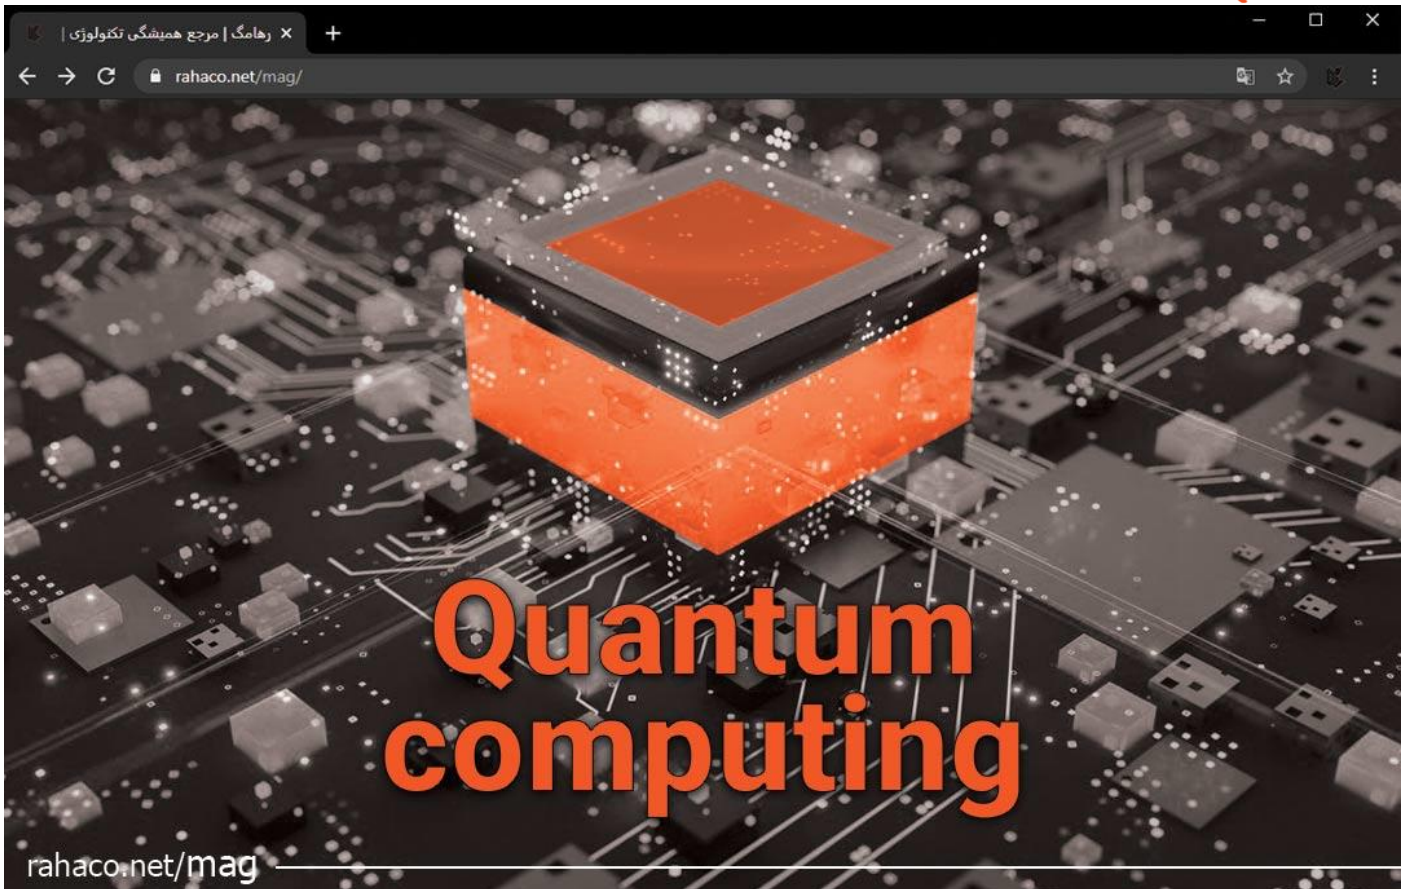 رهامگ | مرجع همیشگی تکنولوژی |
rahaco.net/mag/
Quantum
computing
rahaco.net/mag